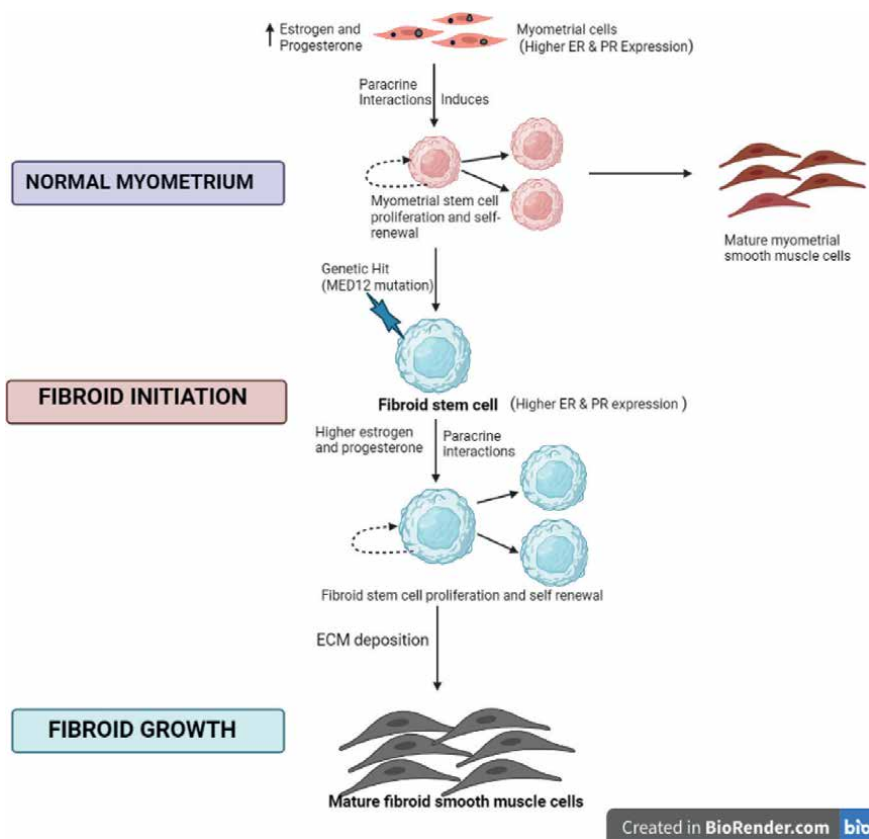 Estrogen and
Progesterone
Myometrial cells
(Higher ER & PR Expression)
Paracrine
Interactions
Induces
NORMAL MYOMETRIUM
Myometrial stem cell
proliferation and self-
renewal
Mature myometrial
smooth muscle cells
Genetic Hit
(MED12 mutation)
FIBROID INITIATION
Fibroid stem cell
(Higher ER & PR expression )
Higher estrogen
and progesterone
Paracrine
Interactions
Fibroid stem cell proliferation and self renewal
ECM deposition
FIBROID GROWTH
Mature fibroid smooth muscle cells
Created in BioRender.com
bio